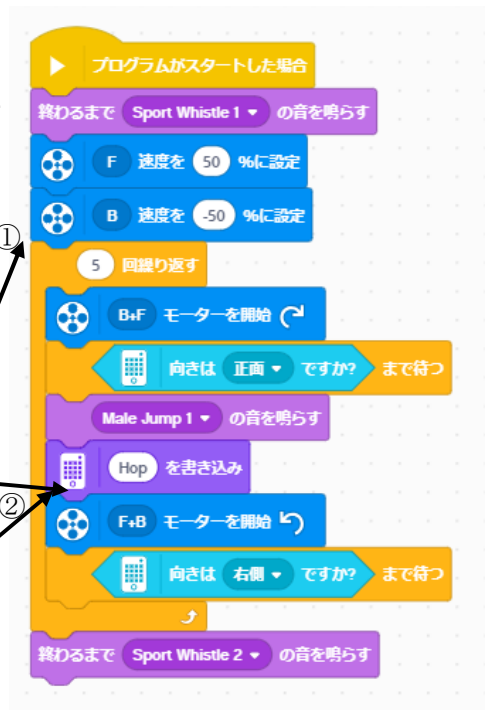 プログラムがスタートした場合
終わるまで Sport Whistle 1 の音を鳴らす
F 速度を 50 %に設定
B 速度を -50 %に設定
①
5 回繰り返す
B+F モーターを開始
向きは 正面 ですか? まで待つ
Male Jump 1 の音を鳴らす
Hop を書き込み
②
F+B モーターを開始
向きは 右側 ですか? まで待つ
終わるまで Sport Whistle 2 の音を鳴らす